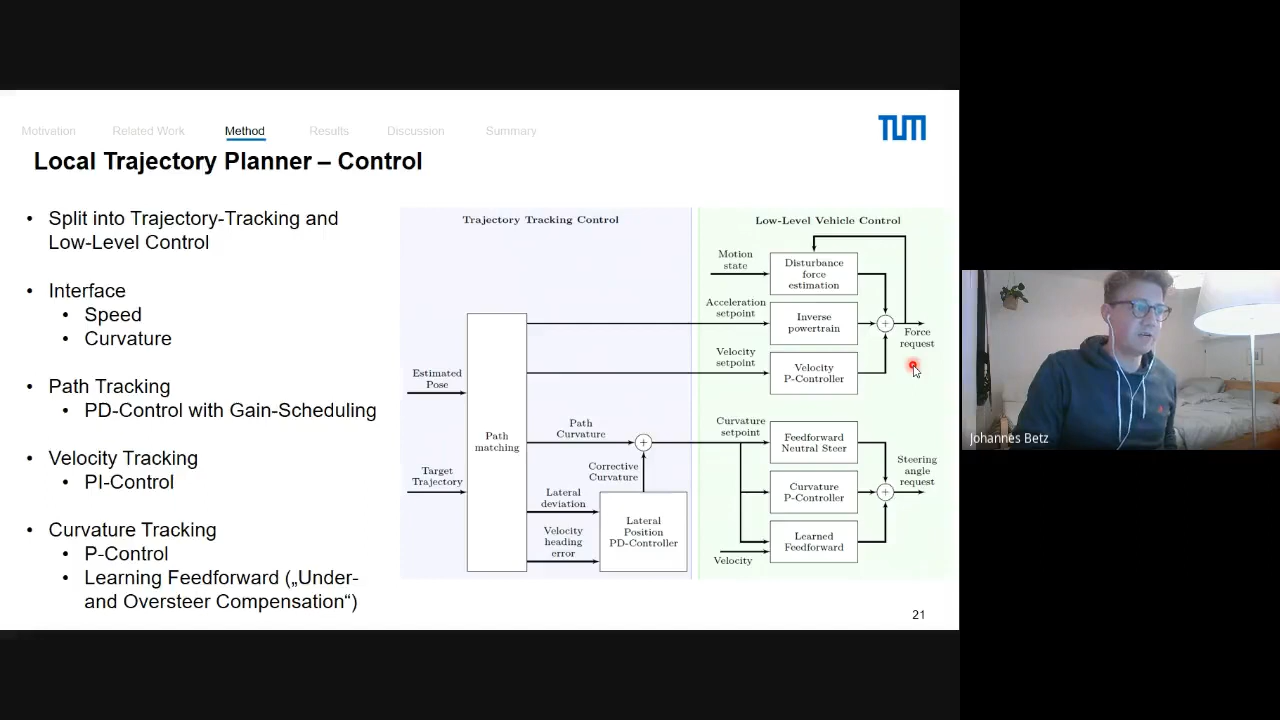 Motivation Related Work Method Results Discussion Summary
TUM
Local Trajectory Planner – Control
• Split into Trajectory-Tracking and
Low-Level Control
• Interface
• Speed
• Curvature
• Path Tracking
• PD-Control with Gain-Scheduling
• Velocity Tracking
• PI-Control
• Curvature Tracking
• P-Control
• Learning Feedforward („Under-
and Oversteer Compensation“)
Trajectory Tracking Control
Estimated
Pose
Target
Trajectory
Path
matching
Path
Curvature
+
Corrective
Curvature
Lateral
deviation
Velocity
heading
error
Lateral
Position
PD-Controller
Low-Level Vehicle Control
Motion
state
Disturbance
force
estimation
Acceleration
setpoint
Inverse
powertrain
+
Force
request
Velocity
setpoint
Velocity
P-Controller
Curvature
setpoint
Feedforward
Neutral Steer
Steering
angle
request
Curvature
P-Controller
+
Learned
Feedforward
Velocity
21
Johannes Betz